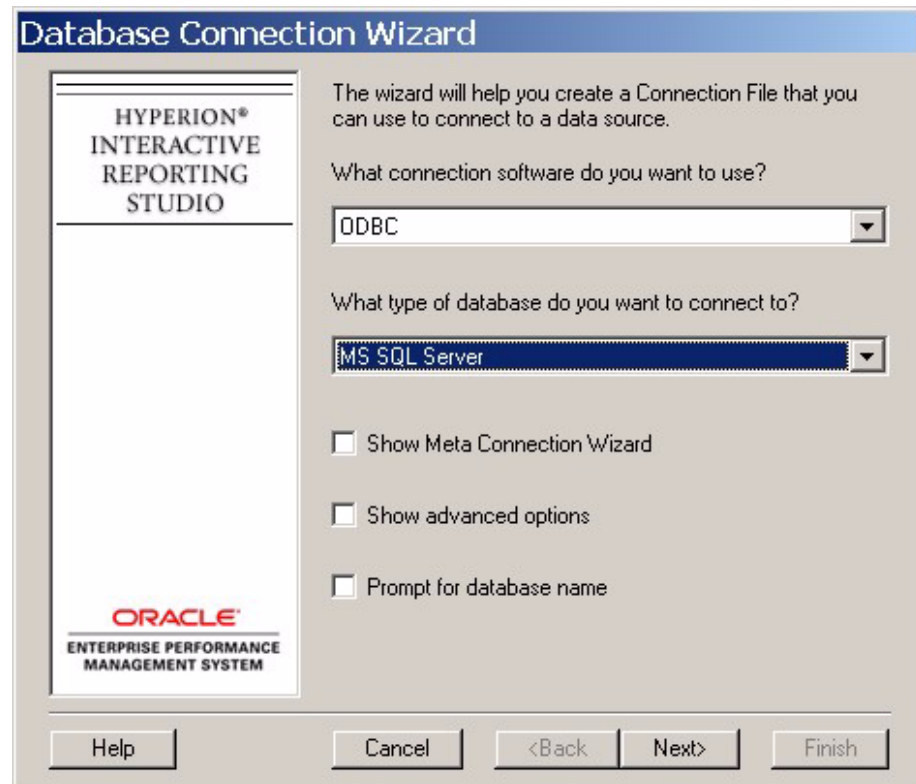 Database Connection Wizard
HYPERION®
INTERACTIVE
REPORTING
STUDIO
ORACLE
ENTERPRISE PERFORMANCE
MANAGEMENT SYSTEM
The wizard will help you create a Connection File that you
can use to connect to a data source.
What connection software do you want to use?
ODBC
What type of database do you want to connect to?
MS SQL Server
Show Meta Connection Wizard
Show advanced options
Prompt for database name
Help
Cancel
<Back
Next>
Finish